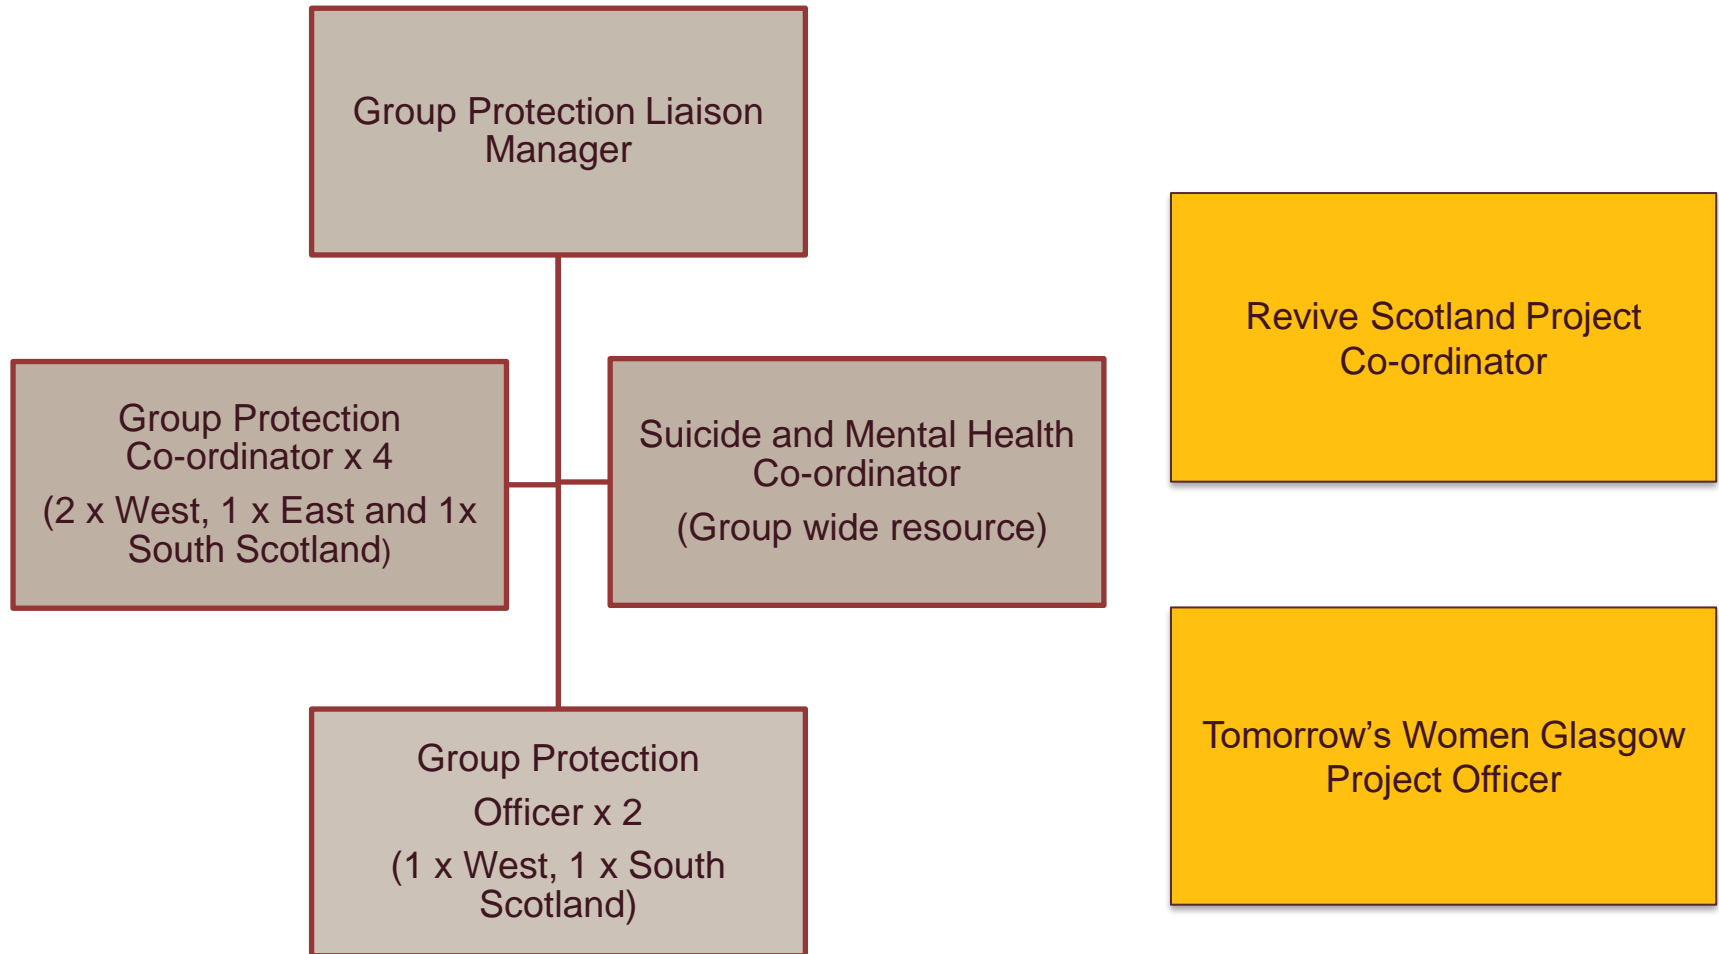 Group Protection Liaison
Manager
Group Protection
Co-ordinator x 4
(2 x West, 1 x East and 1x
South Scotland)
Suicide and Mental Health
Co-ordinator
(Group wide resource)
Group Protection
Officer x 2
(1 x West, 1 x South
Scotland)
Revive Scotland Project
Co-ordinator
Tomorrow’s Women Glasgow
Project Officer